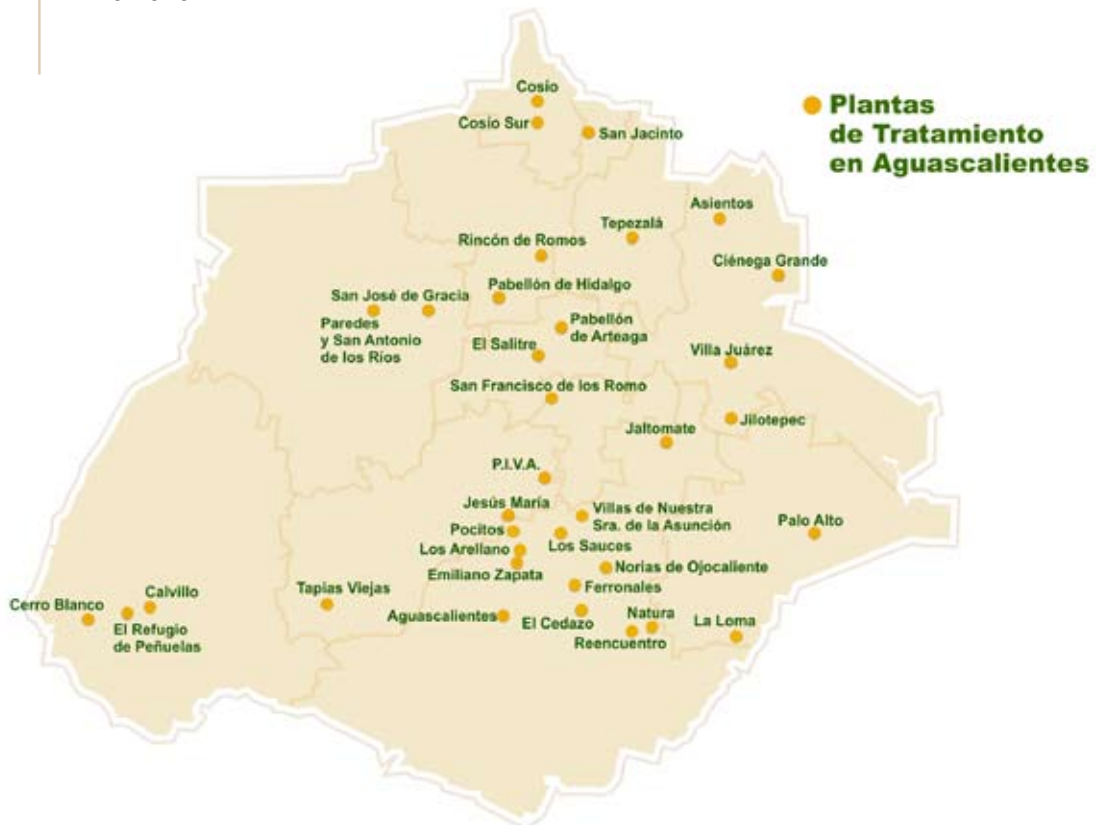 Cosío
Cosío Sur
San Jacinto
Plantas
de Tratamiento
en Aguascalientes
Asientos
Tepezalá
Rincón de Romos
Ciénega Grande
Pabellón de Hidalgo
San José de Gracia
Paredes
y San Antonio
de los Ríos
Pabellón
de Arteaga
El Salitre
Villa Juárez
San Francisco de los Romo
Jilotepec
Jaltomate
P.I.V.A.
Jesús María
Villas de Nuestra
Sra. de la Asunción
Palo Alto
Pocitos
Los Arellano
Los Sauces
Emiliano Zapata
Norias de Ojocaliente
Ferronales
Tapias Viejas
Calvillo
Cerro Blanco
El Refugio
de Peñuelas
Aguascalientes
El Cedazo
Natura
La Loma
Reencuentro